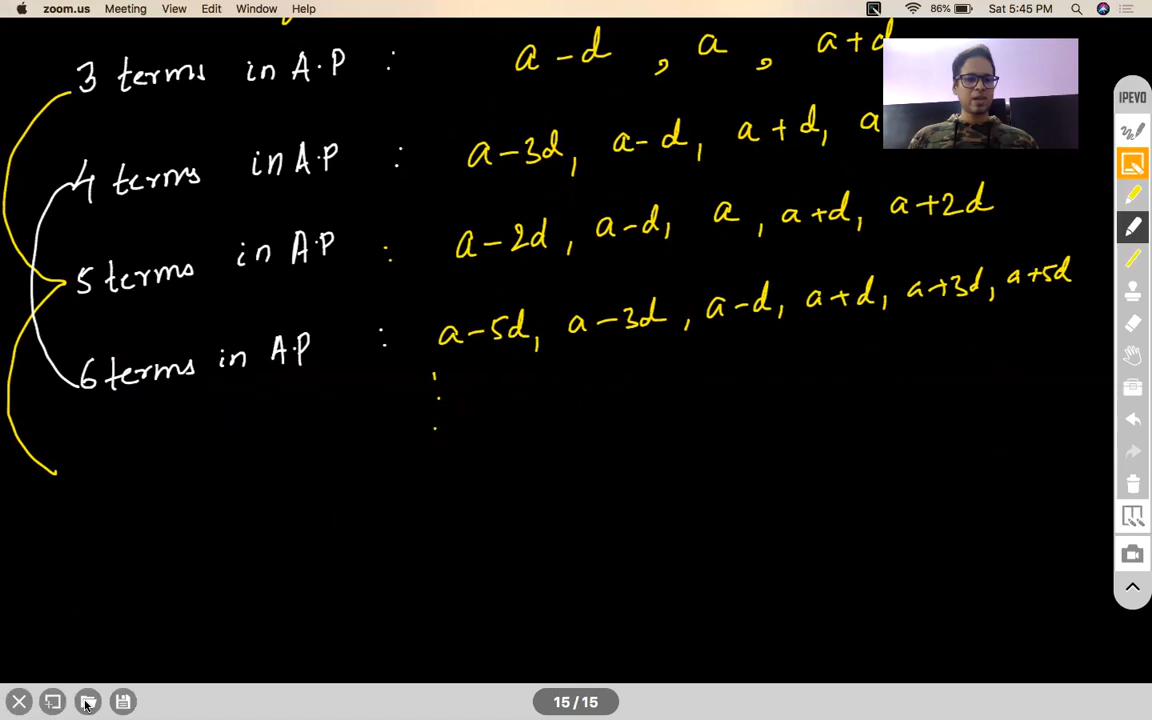 zoom.us Meeting View Edit Window Help 86% Sat 5:45 PM
3 terms in A.P : a-d , a , a+d
4 terms in A.P : a-3d, a-d, a+d, a
5 terms in A.P : a-2d, a-d, a, a+d, a+2d
6 terms in A.P : a-5d, a-3d, a-d, a+d, a+3d, a+5d
IPEVO
15/15